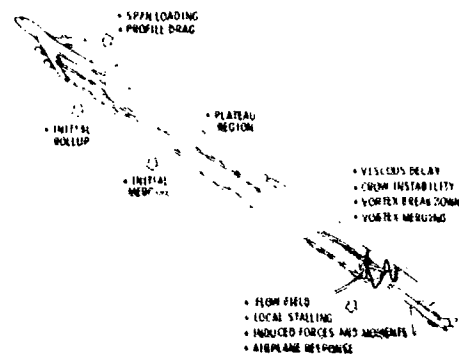 • SPAN LOADING
• PROFILE DRAG
• INITIAL
ROLLUP
• PLATEAU
REGION
• INITIAL
• VISCOUS DECAY
• CROW INSTABILITY
• VORTEX BREAKDOWN
• VORTEX MERGING
• FLOW FIELD
• LOCAL STALLING
• INDUCED FORCES AND MOMENTS
• AIRPLANE RESPONSE